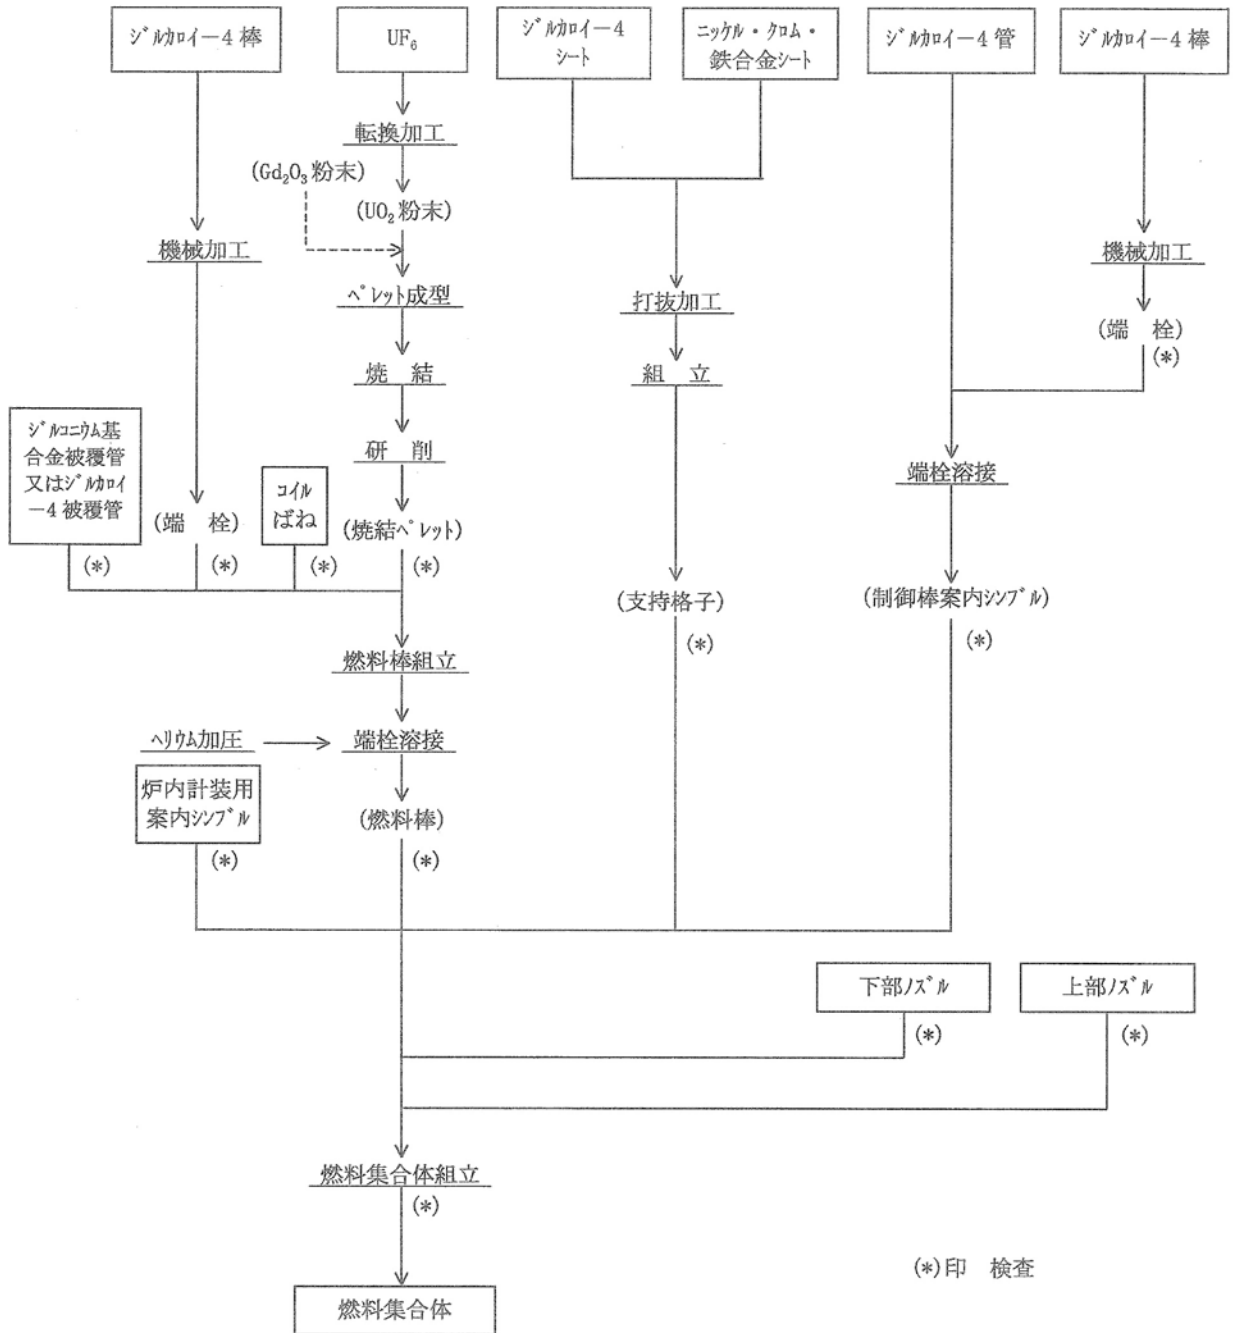 ジルカロイー4 棒
UF₆
ジルカロイー4
シート
ニッケル・クロム・
鉄合金シート
ジルカロイー4 管
ジルカロイー4 棒
転換加工
(Gd₂O₃ 粉末)
(UO₂ 粉末)
機械加工
機械加工
ペレット成型
打抜加工
(端 栓)
(*)
焼 結
組 立
ジルコニウム基
合金被覆管
又はジルカロイ
ー4 被覆管
(*)
研 削
端栓溶接
コイル
ばね
(*)
(端 栓)
(*)
(焼結ペレット)
(*)
(支持格子)
(*)
(制御棒案内シンブル)
(*)
燃料棒組立
ヘリウム加圧
端栓溶接
炉内計装用
案内シンブル
(*)
(燃料棒)
(*)
下部ノズル
(*)
上部ノズル
(*)
燃料集合体組立
(*)
(*)印 検査
燃料集合体